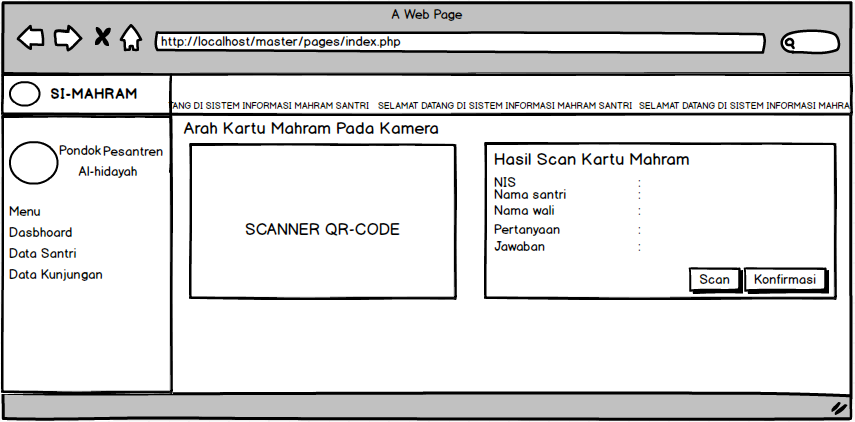 A Web Page
http://localhost/master/pages/index.php
SI-MAHRAM
TANG DI SISTEM INFORMASI MAHRAM SANTRI SELAMAT DATANG DI SISTEM INFORMASI MAHRAM SANTRI SELAMAT DATANG DI SISTEM INFORMASI MAHRA
Pondok Pesantren
Al-hidayah
Menu
Dasbhoard
Data Santri
Data Kunjungan
Arah Kartu Mahram Pada Kamera
SCANNER QR-CODE
Hasil Scan Kartu Mahram
NIS :
Nama santri :
Nama wali :
Pertanyaan :
Jawaban :
Scan Konfirmasi